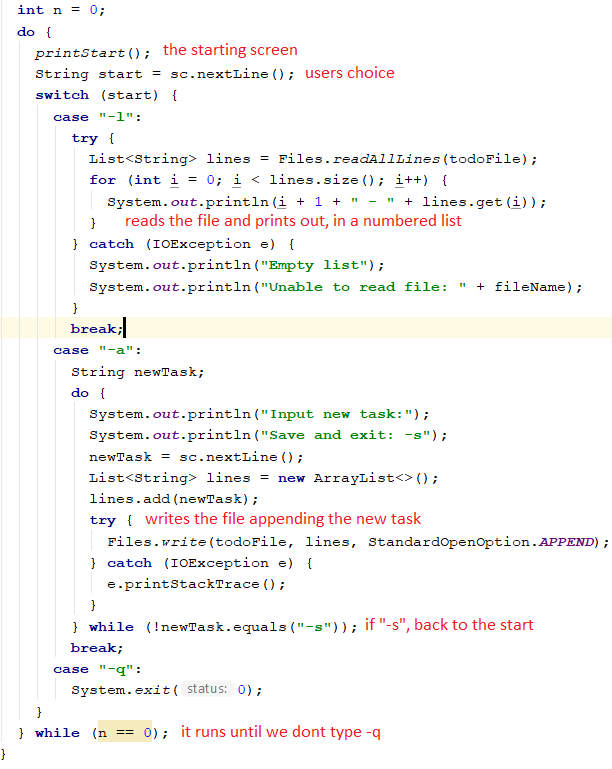 int n = 0;
do {
printStart(); the starting screen
String start = sc.nextLine(); users choice
switch (start) {
case "-l":
try {
List<String> lines = Files.readAllLines(todoFile);
for (int i = 0; i < lines.size(); i++) {
System.out.println(i + 1 + " - " + lines.get(i));
} reads the file and prints out, in a numbered list
} catch (IOException e) {
System.out.println("Empty list");
System.out.println("Unable to read file: " + fileName);
}
break;
case "-a":
String newTask;
do {
System.out.println("Input new task:");
System.out.println("Save and exit: -s");
newTask = sc.nextLine();
List<String> lines = new ArrayList<>();
lines.add(newTask);
try { writes the file appending the new task
Files.write(todoFile, lines, StandardOpenOption.APPEND);
} catch (IOException e) {
e.printStackTrace();
}
} while (!newTask.equals("-s")); if "-s", back to the start
break;
case "-q":
System.exit( status: 0);
}
} while (n == 0); it runs until we dont type -q
}